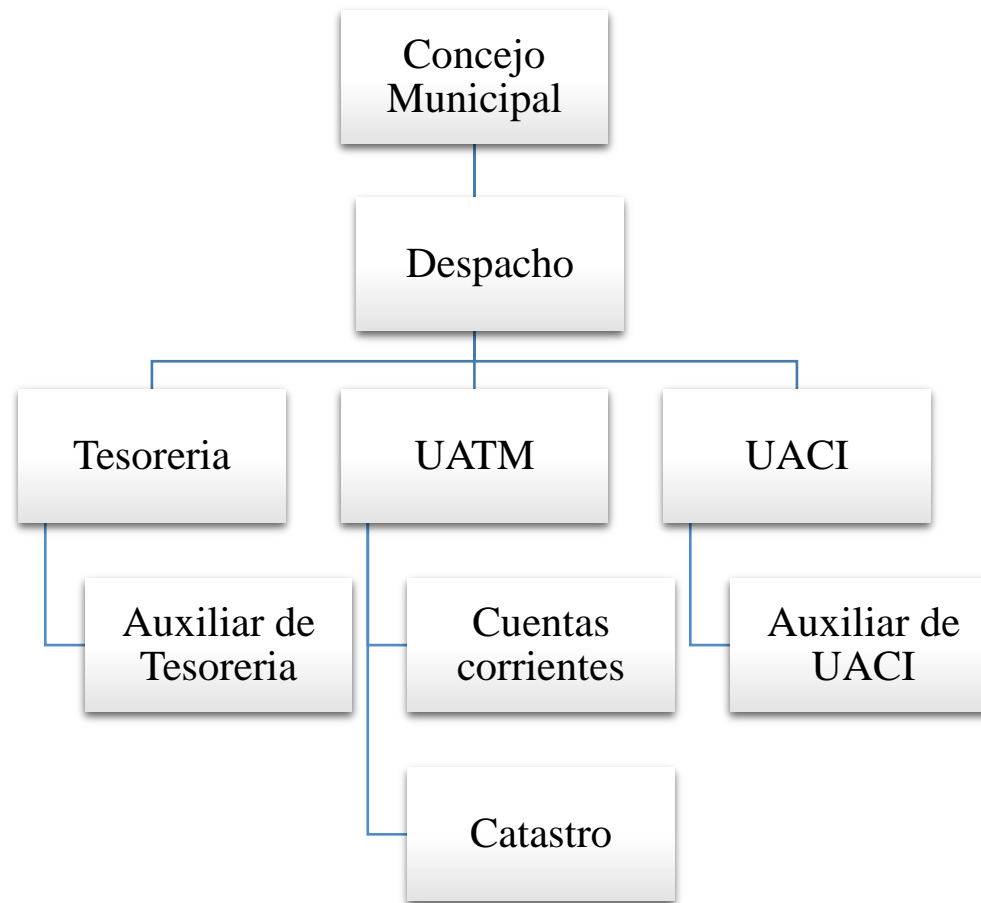 Concejo
Municipal
Despacho
Tesoreria
UATM
UACI
Auxiliar de
Tesoreria
Cuentas
corrientes
Auxiliar de
UACI
Catastro